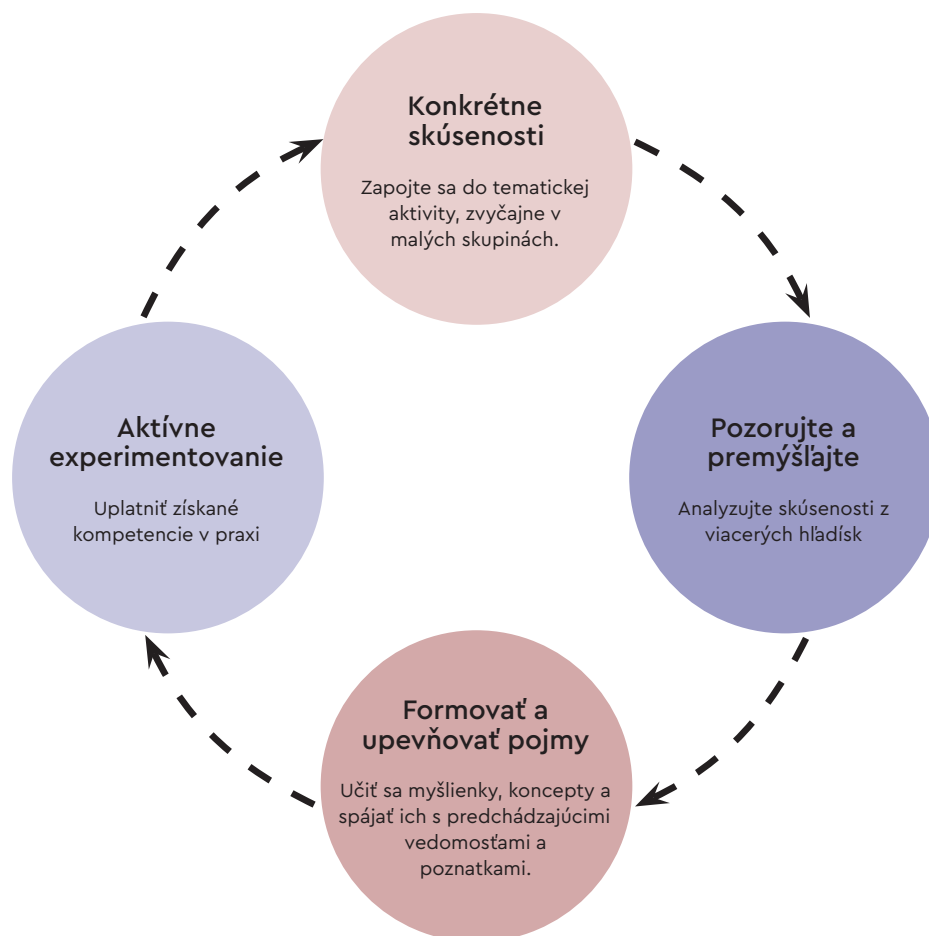 Konkrétne
skúsenosti
Zapojte sa do tematickej
aktivity, zvyčajne v
malých skupinách.
Pozorujte a
premýšľajte
Analyzujte skúsenosti z
viacerých hľadísk
Formovať a
upevňovať pojmy
Učiť sa myšlienky, koncepty a
spájať ich s predchádzajúcimi
vedomosťami a
poznatkami.
Aktívne
experimentovanie
Uplatniť získané
kompetencie v praxi